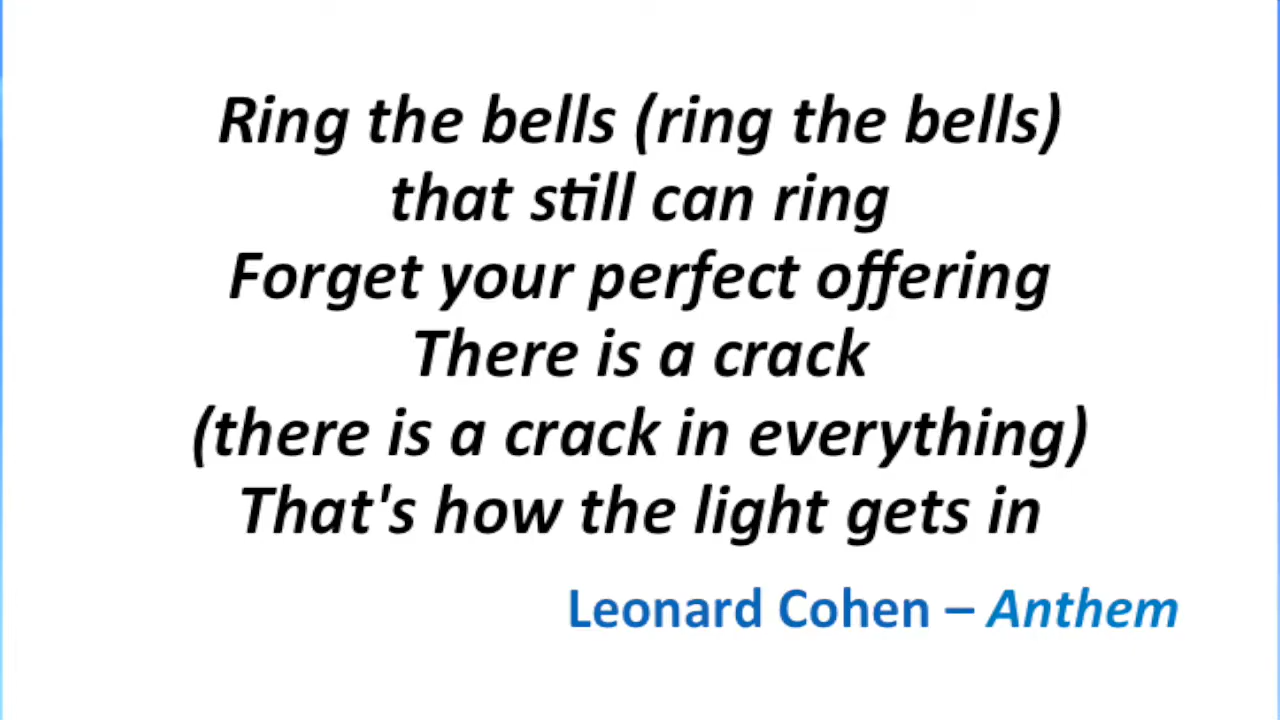 Ring the bells (ring the bells)
that still can ring
Forget your perfect offering
There is a crack
(there is a crack in everything)
That's how the light gets in
Leonard Cohen – Anthem